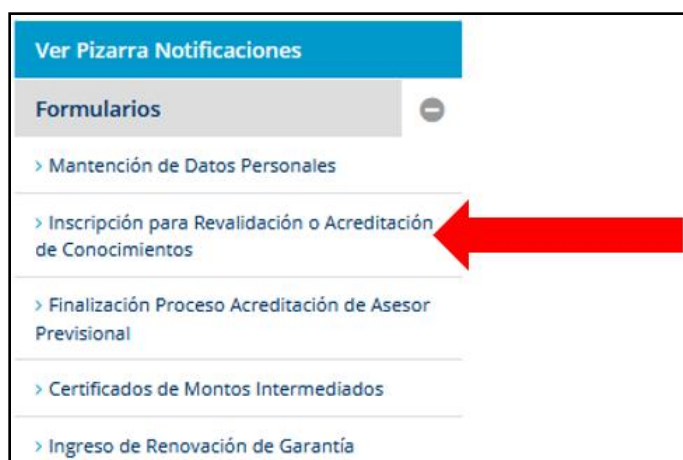 Ver Pizarra Notificaciones
Formularios
> Mantención de Datos Personales
> Inscripción para Revalidación o Acreditación
de Conocimientos
> Finalización Proceso Acreditación de Asesor
Previsional
> Certificados de Montos Intermediados
> Ingreso de Renovación de Garantía